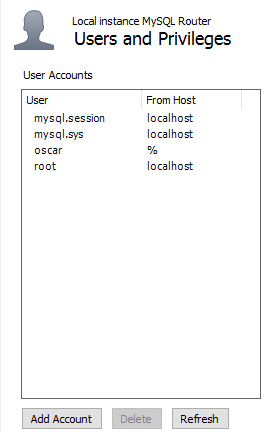 Local instance MySQL Router
Users and Privileges
User Accounts
User From Host
mysql.session localhost
mysql.sys localhost
oscar %
root localhost
Add Account Delete Refresh